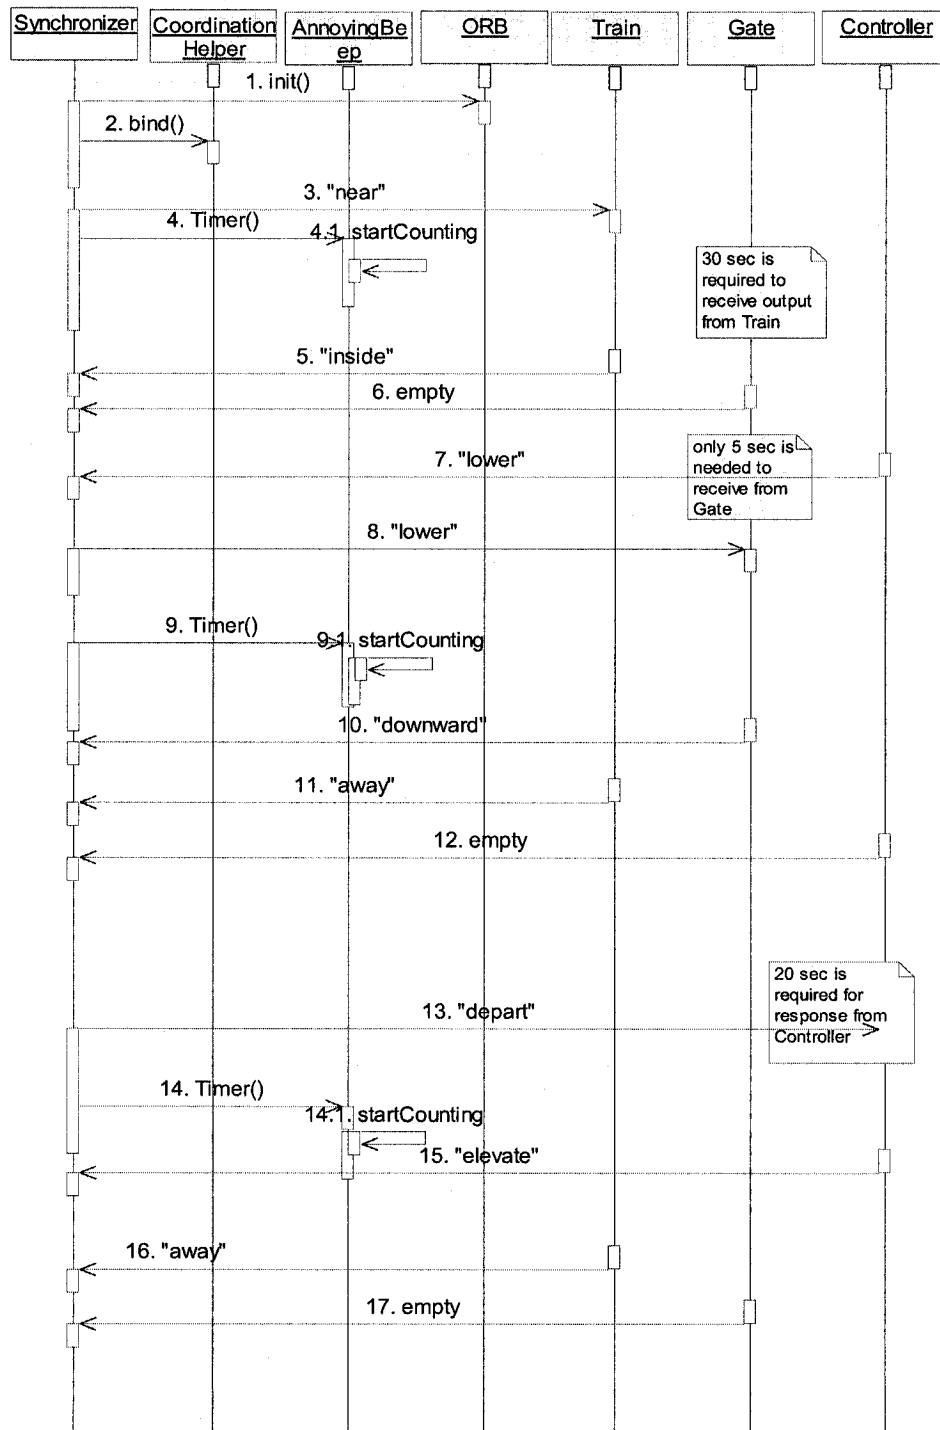 Synchronizer
Coordination
Helper
AnnoyingBe
ep
ORB
Train
Gate
Controller
1. init()
2. bind()
3. "near"
4. Timer()
4.1. startCounting
30 sec is
required to
receive output
from Train
5. "inside"
6. empty
only 5 sec is
needed to
receive from
Gate
7. "lower"
8. "lower"
9. Timer()
9.1. startCounting
10. "downward"
11. "away"
12. empty
20 sec is
required for
response from
Controller
13. "depart"
14. Timer()
14.1. startCounting
15. "elevate"
16. "away"
17. empty